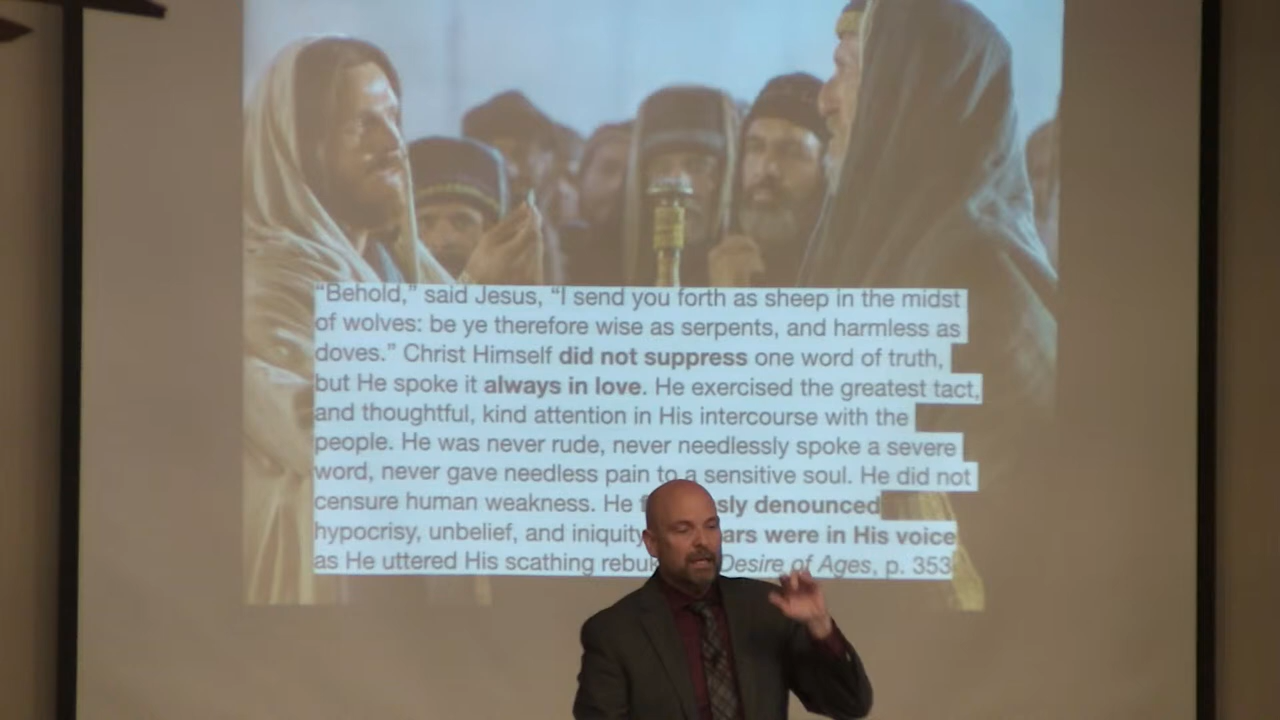 “Behold,” said Jesus, “I send you forth as sheep in the midst
of wolves: be ye therefore wise as serpents, and harmless as
doves.” Christ Himself did not suppress one word of truth,
but He spoke it always in love. He exercised the greatest tact,
and thoughtful, kind attention in His intercourse with the
people. He was never rude, never needlessly spoke a severe
word, never gave needless pain to a sensitive soul. He did not
censure human weakness. He denounced
hypocrisy, unbelief, and iniquity were in His voice
as He uttered His scathing Desire of Ages, p. 353